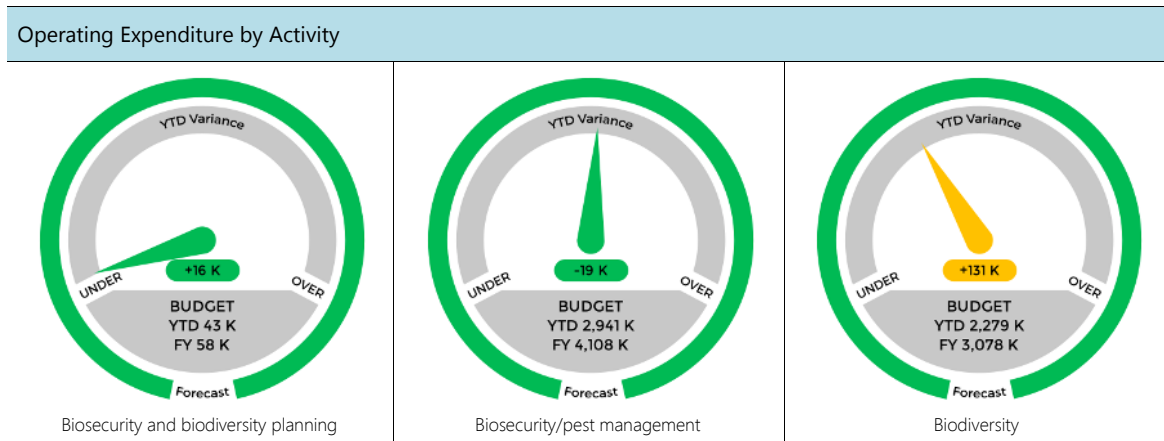 Operating Expenditure by Activity
YTD Variance
+16 K
UNDER
OVER
BUDGET
YTD 43 K
FY 58 K
Forecast
Biosecurity and biodiversity planning
YTD Variance
-19 K
UNDER
OVER
BUDGET
YTD 2,941 K
FY 4,108 K
Forecast
Biosecurity/pest management
YTD Variance
+131 K
UNDER
OVER
BUDGET
YTD 2,279 K
FY 3,078 K
Forecast
Biodiversity